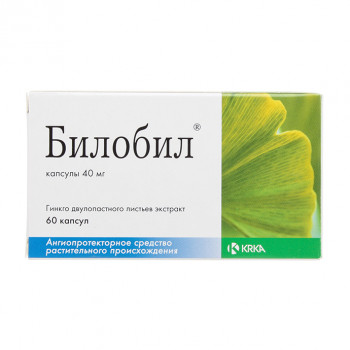 Билобил®
капсулы 40 мг
Гинкго двулопастного листьев экстракт
60 капсул
Ангиопротекторное средство
растительного происхождения
KRKA